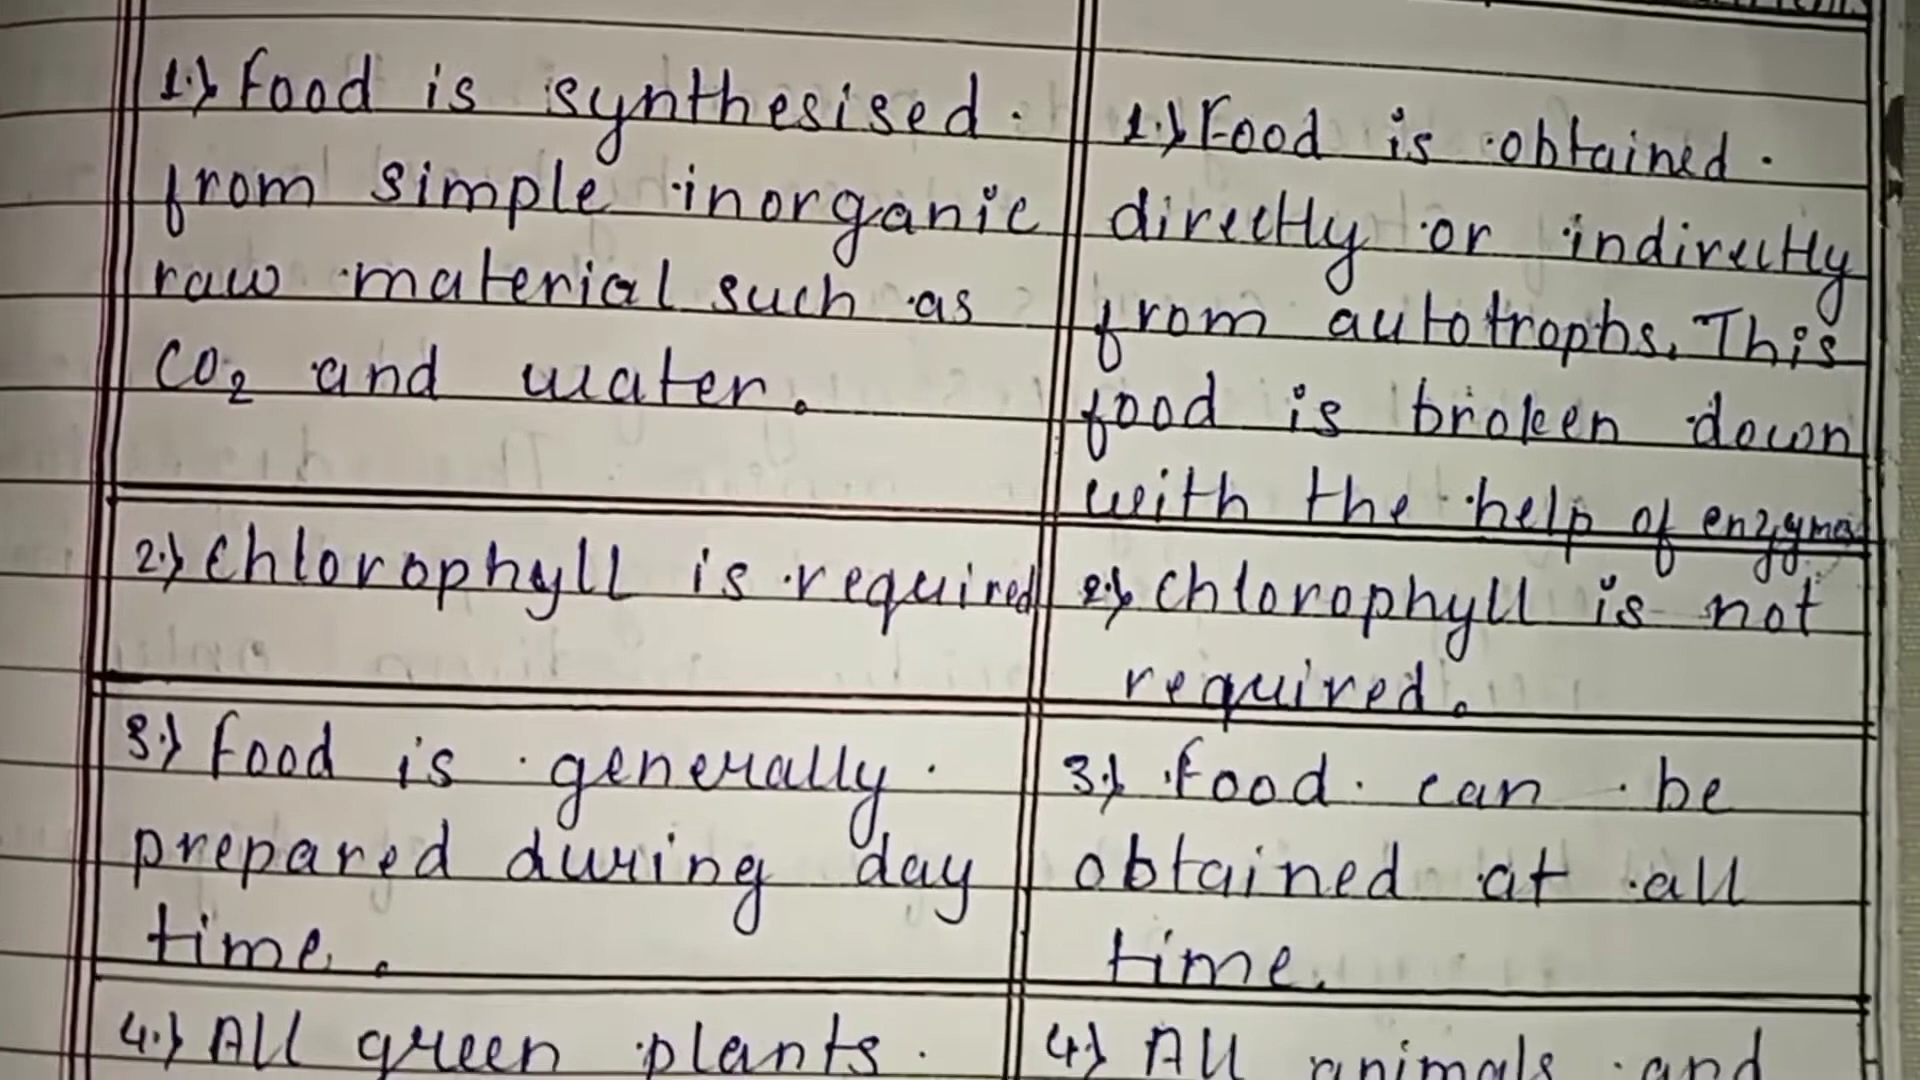 1.) Food is synthesised
from simple inorganic
raw material such as
CO2 and water.
1.) Food is obtained
directly or indirectly
from autotrophs. This
food is broken down
with the help of enzymes
2.) Chlorophyll is required
2.) Chlorophyll is not
required.
3.) Food is generally
prepared during day
time.
3.) Food can be
obtained at all
time.
4.) All green plants
4.) All animals and